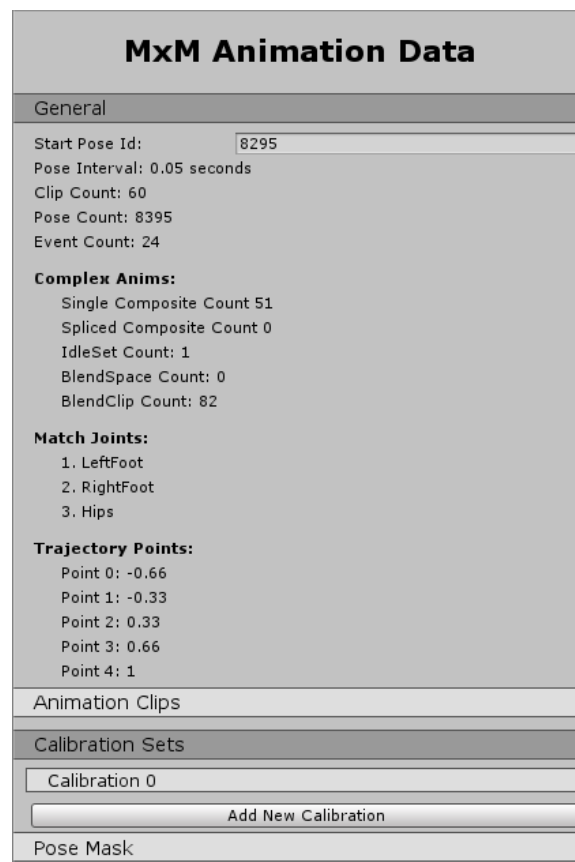 MxM Animation Data
General
Start Pose Id: 8295
Pose Interval: 0.05 seconds
Clip Count: 60
Pose Count: 8395
Event Count: 24
Complex Anims:
Single Composite Count 51
Spliced Composite Count 0
IdleSet Count: 1
BlendSpace Count: 0
BlendClip Count: 82
Match Joints:
1. LeftFoot
2. RightFoot
3. Hips
Trajectory Points:
Point 0: -0.66
Point 1: -0.33
Point 2: 0.33
Point 3: 0.66
Point 4: 1
Animation Clips
Calibration Sets
Calibration 0
Add New Calibration
Pose Mask